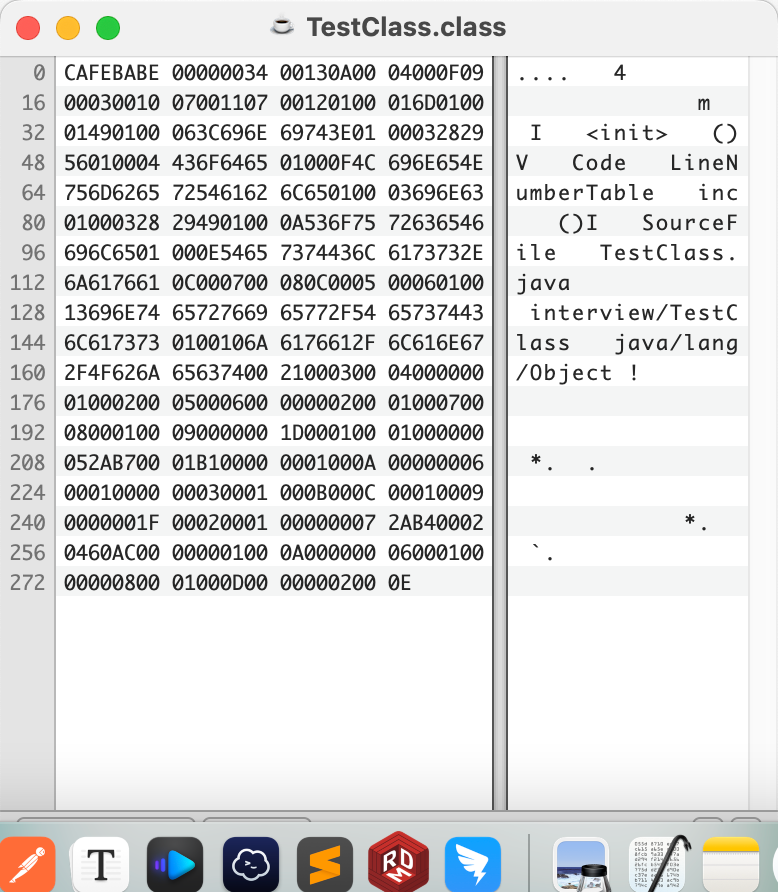 TestClass.class
0 CAFEBABE 00000034 00130A00 04000F09 .... 4
16 00030010 07001107 00120100 016D0100 m
32 01490100 063C696E 69743E01 00032829 I <init> ()
48 56010004 436F6465 01000F4C 696E654E V Code LineN
64 756D6265 72546162 6C650100 03696E63 umberTable inc
80 01000328 29490100 0A536F75 72636546 ()I SourceF
96 696C6501 000E5465 7374436C 6173732E ile TestClass.
112 6A617661 0C000700 080C0005 00060100 java
128 13696E74 65727669 65772F54 65737443 interview/TestC
144 6C617373 0100106A 6176612F 6C616E67 lass java/lang
160 2F4F626A 65637400 21000300 04000000 /Object !
176 01000200 05000600 00000200 01000700
192 08000100 09000000 1D000100 01000000
208 052AB700 01B10000 0001000A 00000006 *. .
224 00010000 00030001 000B000C 00010009
240 0000001F 00020001 00000007 2AB40002 *.
256 0460AC00 00000100 0A000000 06000100 `.
272 00000800 01000D00 00000200 0E
T
RDM